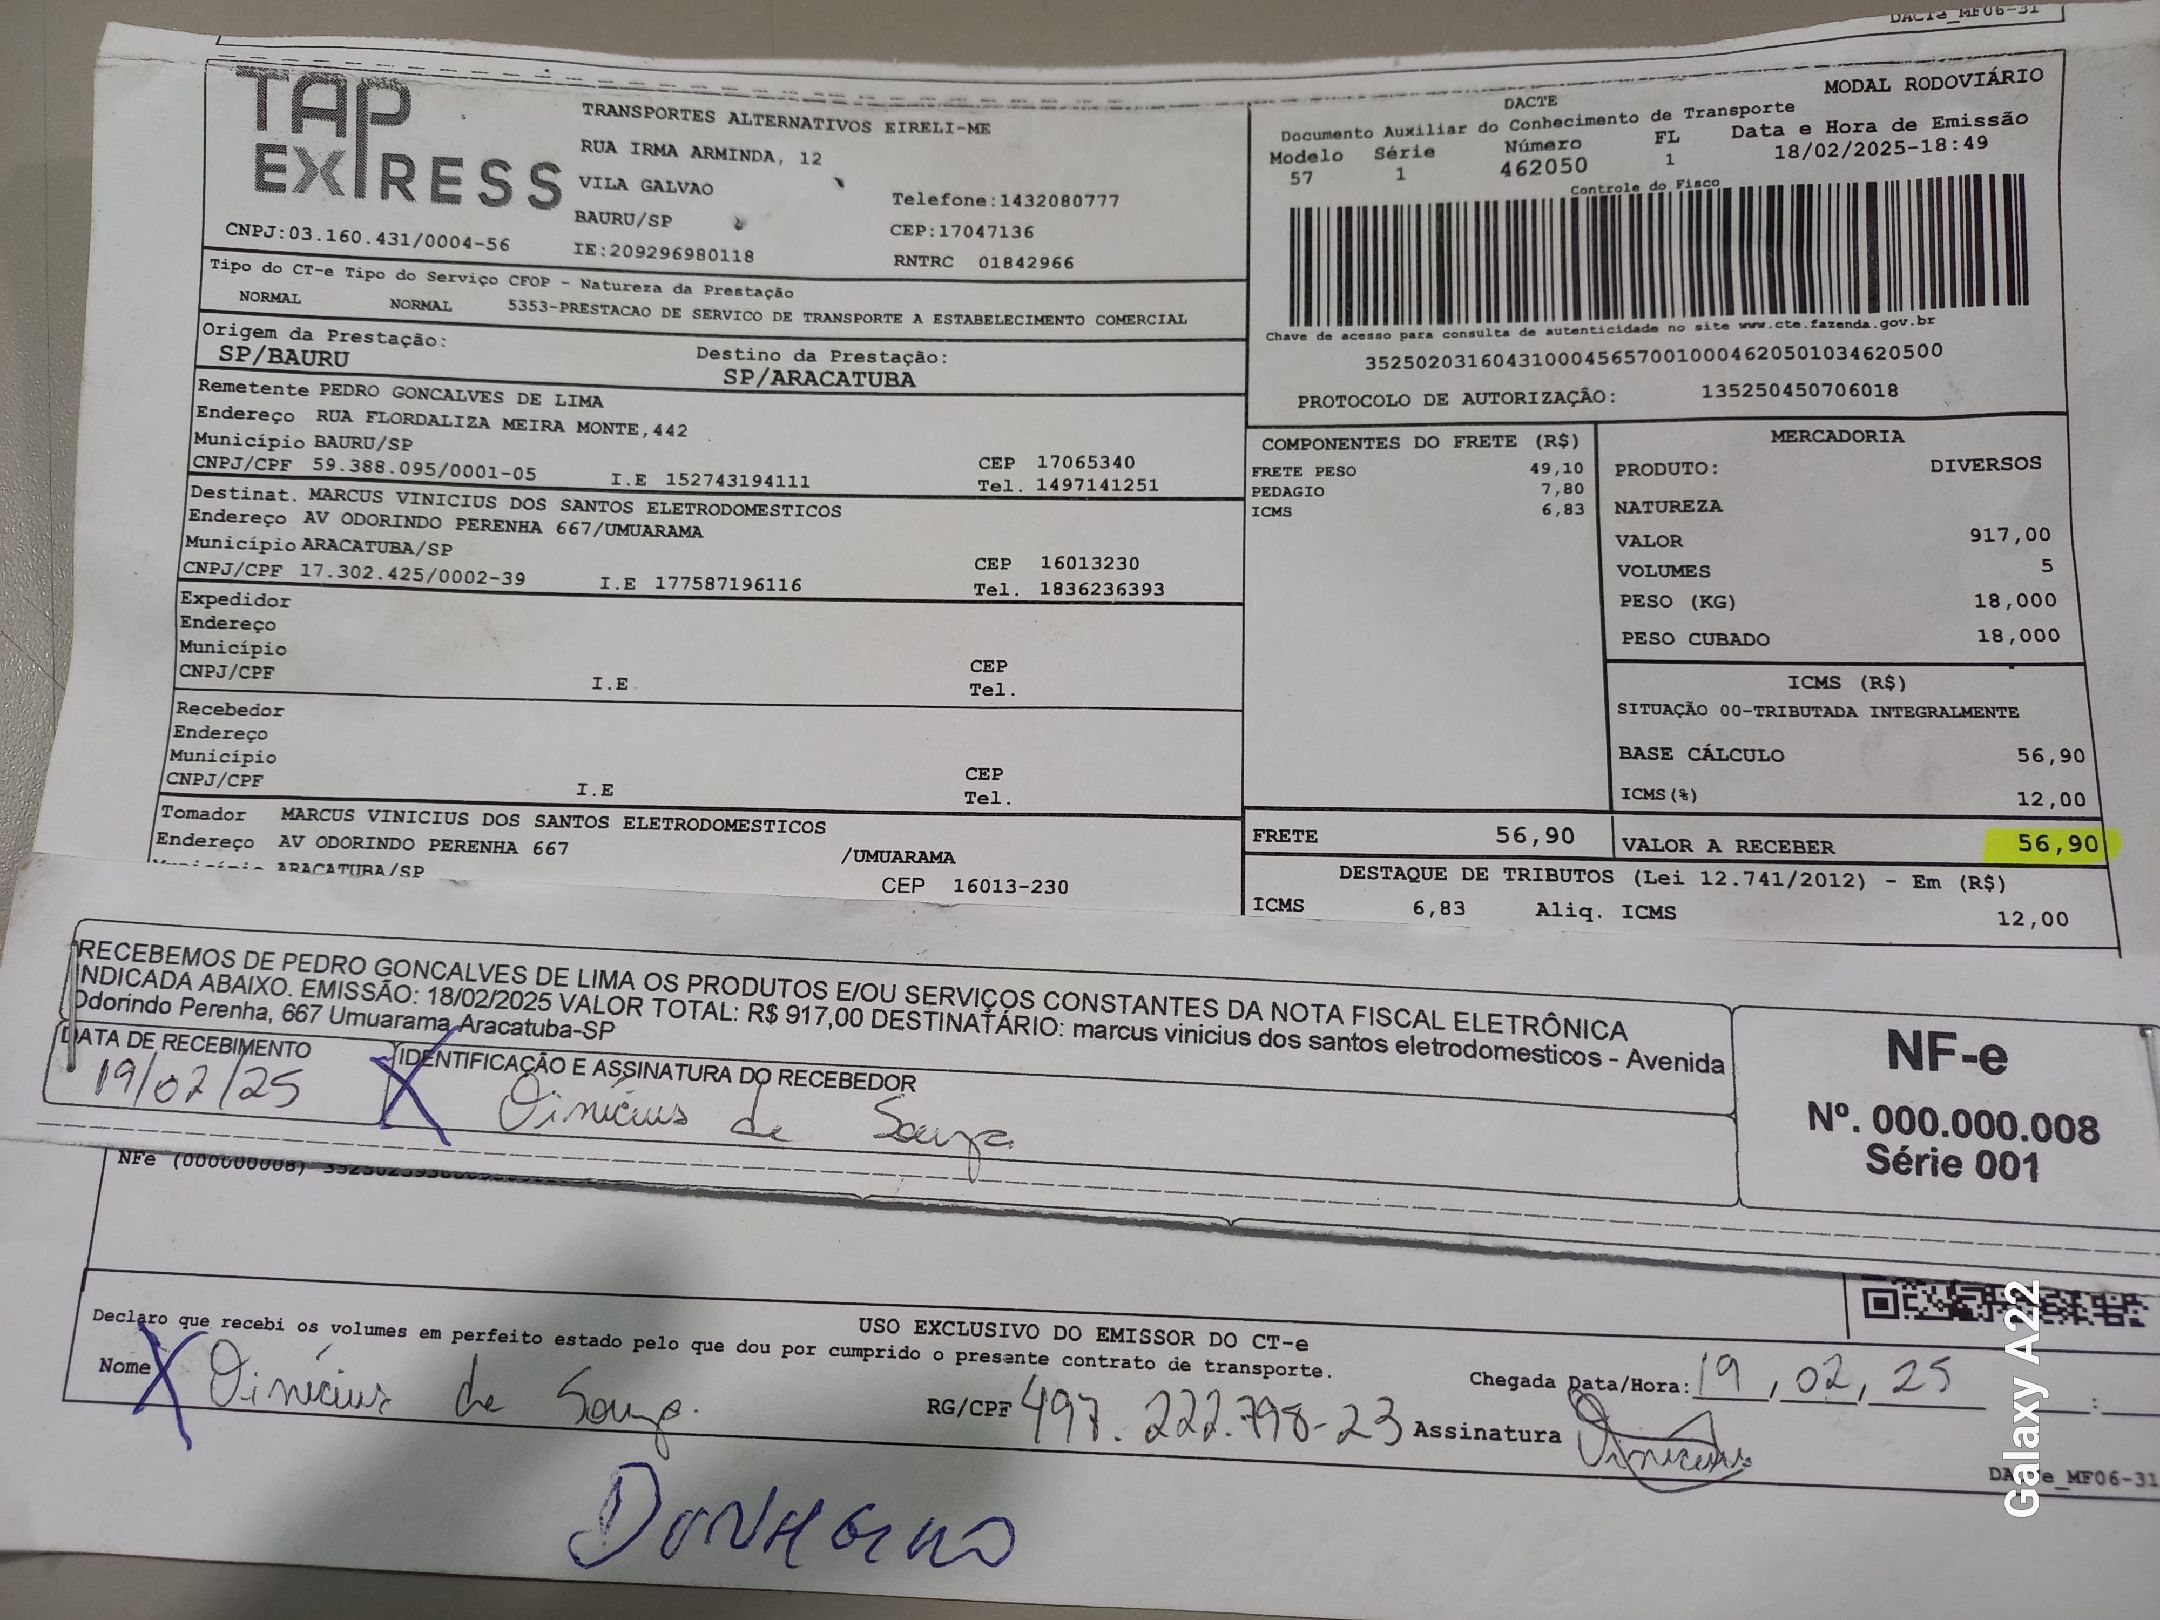 DACTe_MF06-31
TAP EXPRESS
TRANSPORTES ALTERNATIVOS EIRELI-ME
RUA IRMA ARMINDA, 12
VILA GALVAO
Telefone:1432080777
BAURU/SP
CEP:17047136
CNPJ:03.160.431/0004-56
IE:209296980118
RNTRC 01842966
MODAL RODOVIÁRIO
DACTE
Documento Auxiliar do Conhecimento de Transporte
Modelo Série Número FL Data e Hora de Emissão
57 1 462050 1 18/02/2025-18:49
Controle do Fisco
Chave de acesso para consulta de autenticidade no site www.cte.fazenda.gov.br
35250203160431000456570010004620501034620500
PROTOCOLO DE AUTORIZAÇÃO: 135250450706018
Tipo do CT-e Tipo do Serviço CFOP - Natureza da Prestação
NORMAL NORMAL 5353-PRESTACAO DE SERVICO DE TRANSPORTE A ESTABELECIMENTO COMERCIAL
Origem da Prestação: Destino da Prestação:
SP/BAURU SP/ARACATUBA
Remetente PEDRO GONCALVES DE LIMA
Endereço RUA FLORDALIZA MEIRA MONTE,442
Município BAURU/SP CEP 17065340
CNPJ/CPF 59.388.095/0001-05 I.E 152743194111 Tel. 1497141251
Destinat. MARCUS VINICIUS DOS SANTOS ELETRODOMESTICOS
Endereço AV ODORINDO PERENHA 667/UMUARAMA
Município ARACATUBA/SP CEP 16013230
CNPJ/CPF 17.302.425/0002-39 I.E 177587196116 Tel. 1836236393
Expedidor
Endereço
Município CEP
CNPJ/CPF I.E. Tel.
Recebedor
Endereço
Município CEP
CNPJ/CPF I.E Tel.
Tomador MARCUS VINICIUS DOS SANTOS ELETRODOMESTICOS
Endereço AV ODORINDO PERENHA 667 /UMUARAMA
Município ARACATUBA/SP CEP 16013-230
COMPONENTES DO FRETE (R$)
FRETE PESO 49,10
PEDAGIO 7,80
ICMS 6,83
MERCADORIA
PRODUTO: DIVERSOS
NATUREZA
VALOR 917,00
VOLUMES 5
PESO (KG) 18,000
PESO CUBADO 18,000
ICMS (R$)
SITUAÇÃO 00-TRIBUTADA INTEGRALMENTE
BASE CÁLCULO 56,90
ICMS(%) 12,00
FRETE 56,90 VALOR A RECEBER 56,90
DESTAQUE DE TRIBUTOS (Lei 12.741/2012) - Em (R$)
ICMS 6,83 Aliq. ICMS 12,00
RECEBEMOS DE PEDRO GONCALVES DE LIMA OS PRODUTOS E/OU SERVIÇOS CONSTANTES DA NOTA FISCAL ELETRÔNICA
INDICADA ABAIXO. EMISSÃO: 18/02/2025 VALOR TOTAL: R$ 917,00 DESTINATÁRIO: marcus vinicius dos santos eletrodomesticos - Avenida
Odorindo Perenha, 667 Umuarama Aracatuba-SP
DATA DE RECEBIMENTO IDENTIFICAÇÃO E ASSINATURA DO RECEBEDOR
19/02/25 X Vinícius de Souza
NF-e
Nº. 000.000.008
Série 001
NFe (000000008)
USO EXCLUSIVO DO EMISSOR DO CT-e
Declaro que recebi os volumes em perfeito estado pelo que dou por cumprido o presente contrato de transporte.
Chegada Data/Hora: 19,02,25 :
Nome X Vinícius de Souza. RG/CPF 497.222.798-23 Assinatura Vinicius
DACTe_MF06-31
Galaxy A22